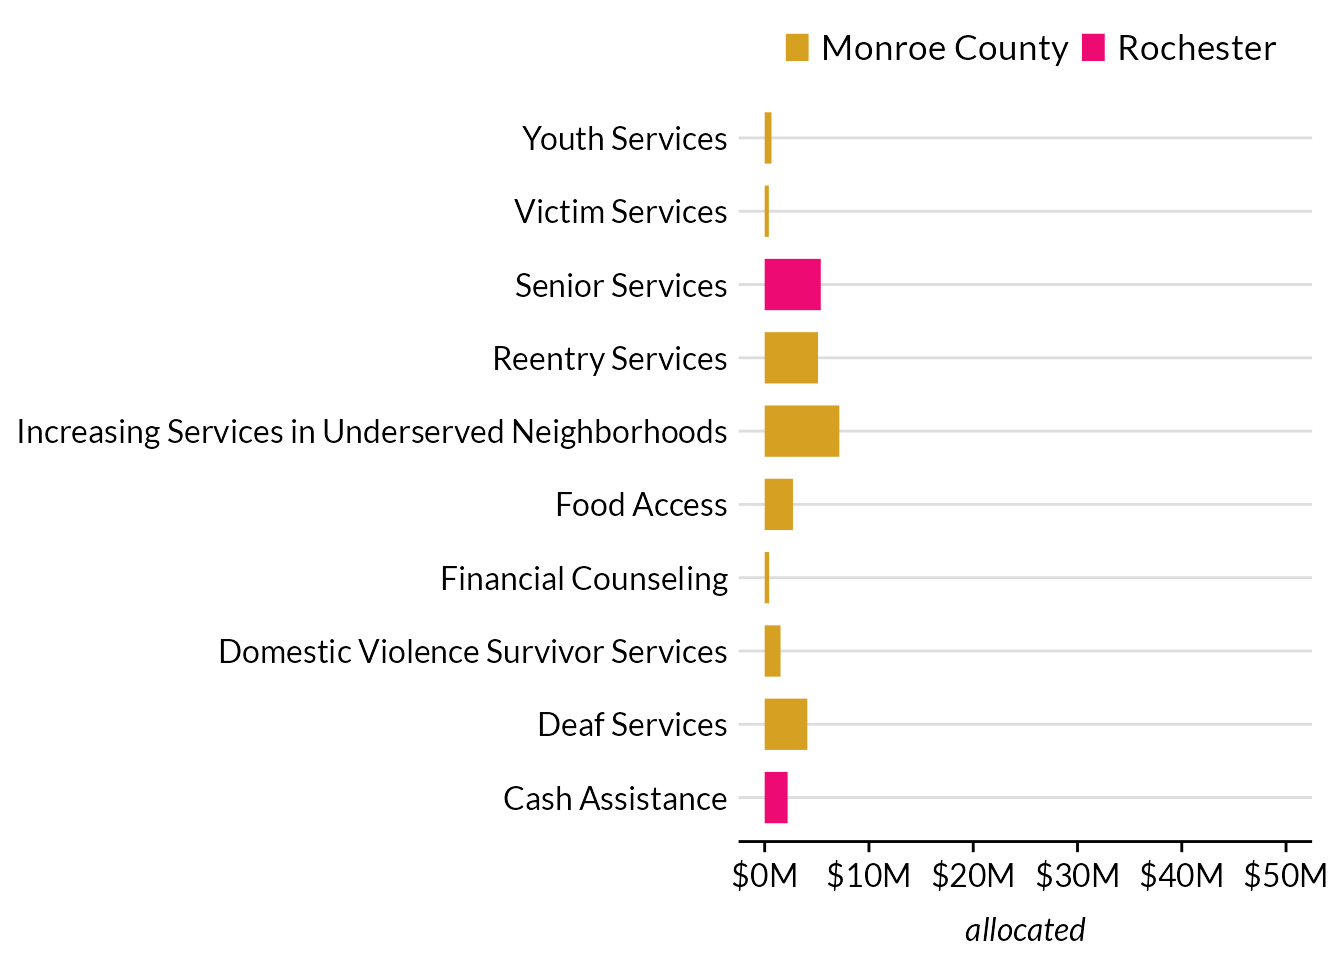 Monroe County Rochester
Youth Services
Victim Services
Senior Services
Reentry Services
Increasing Services in Underserved Neighborhoods
Food Access
Financial Counseling
Domestic Violence Survivor Services
Deaf Services
Cash Assistance
$0M $10M $20M $30M $40M $50M
allocated